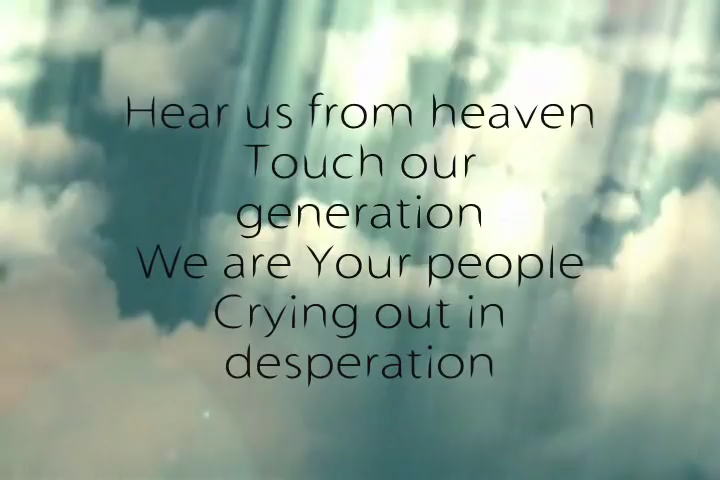 Hear us from heaven
Touch our
generation
We are Your people
Crying out in
desperation